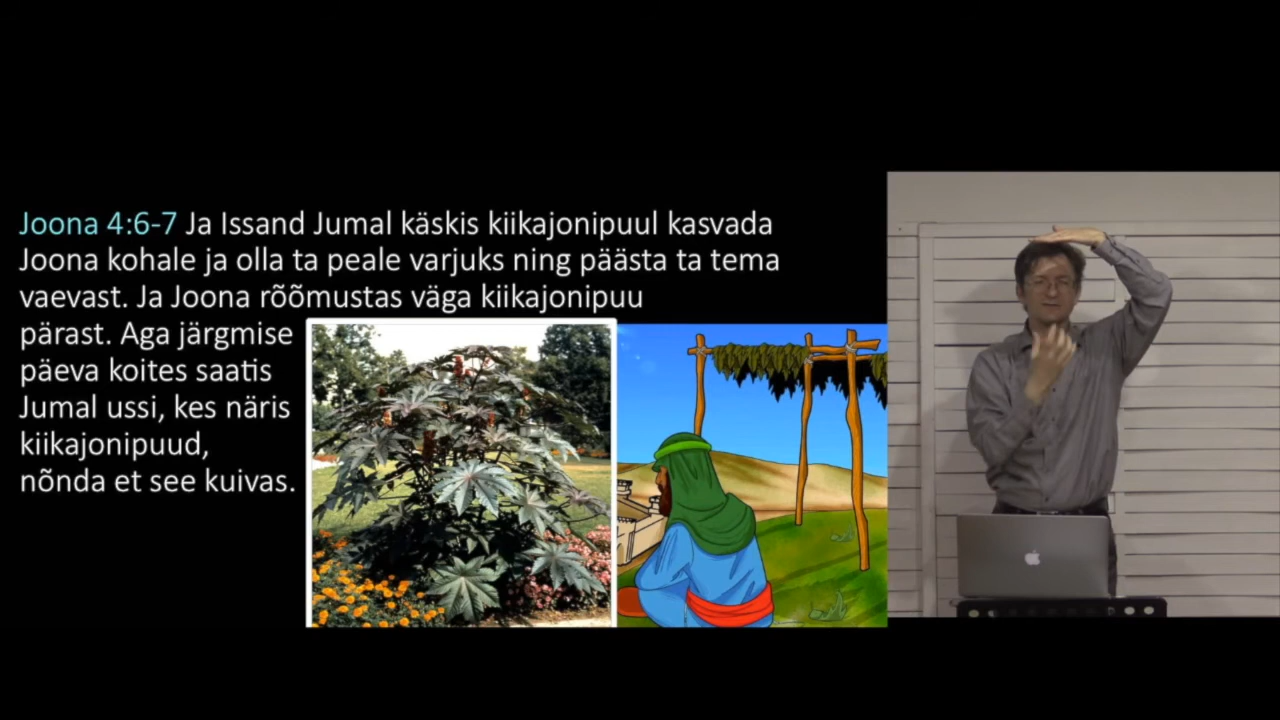 Joona 4:6-7 Ja Issand Jumal käskis kiikajonipuul kasvada
Joona kohale ja olla ta peale varjuks ning päästa ta tema
vaevast. Ja Joona rõõmustas väga kiikajonipuu
pärast. Aga järgmise
päeva koites saatis
Jumal ussi, kes näris
kiikajonipuud,
nõnda et see kuivas.